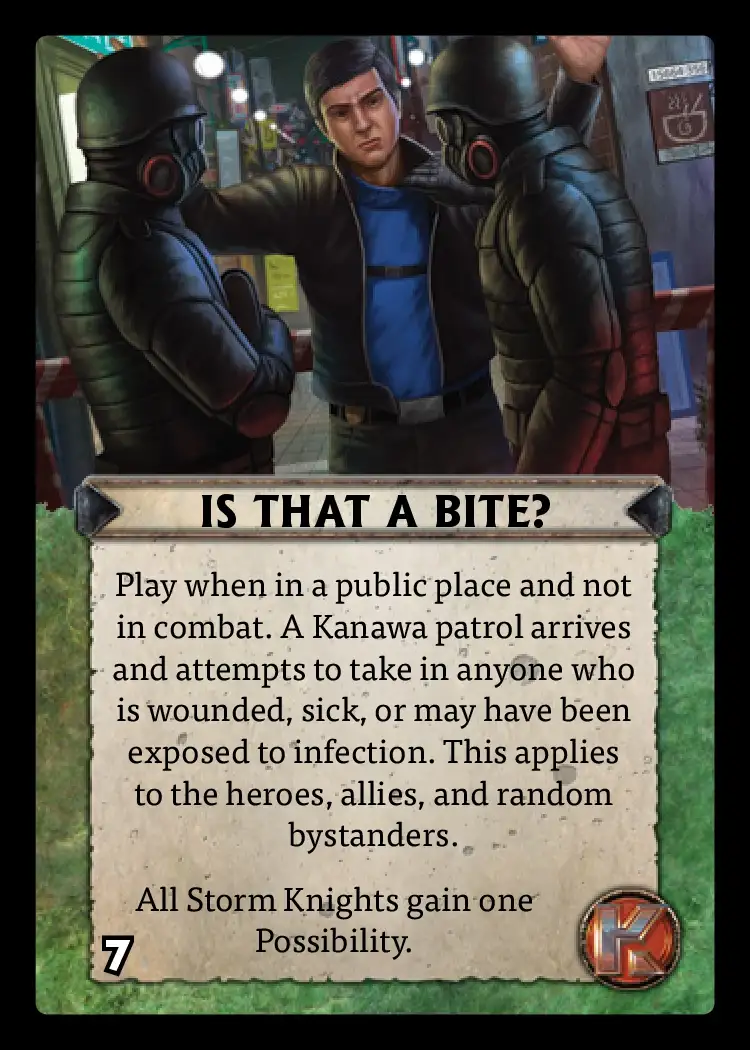 IS THAT A BITE?
Play when in a public place and not
in combat. A Kanawa patrol arrives
and attempts to take in anyone who
is wounded, sick, or may have been
exposed to infection. This applies
to the heroes, allies, and random
bystanders.
All Storm Knights gain one
Possibility.
7
K